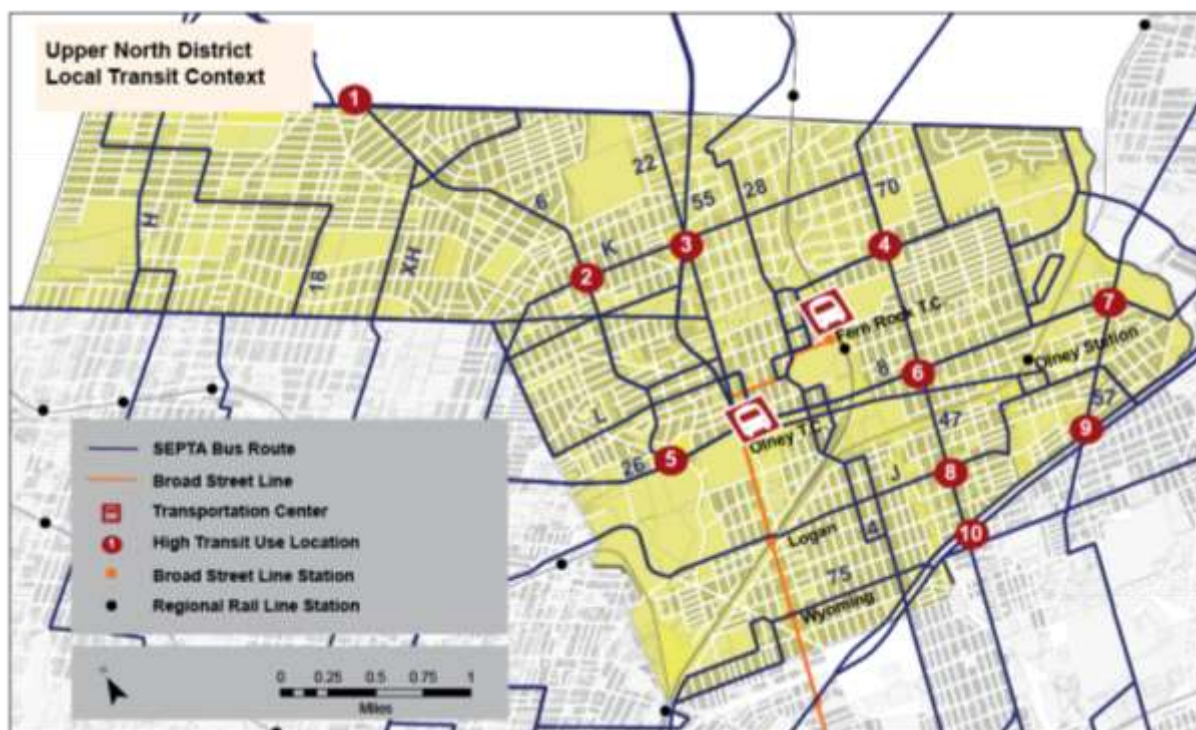 Upper North District
Local Transit Context
1
22
55
28
70
6
H
18
XH
K
3
4
2
7
Fern Rock T.C.
8
6
Olney Station
L
Olney T.C.
47
57
9
26
5
J
8
Logan
4
10
75
Wyoming
SEPTA Bus Route
Broad Street Line
Transportation Center
1
High Transit Use Location
Broad Street Line Station
Regional Rail Line Station
0 0.25 0.5 0.75 1
Miles